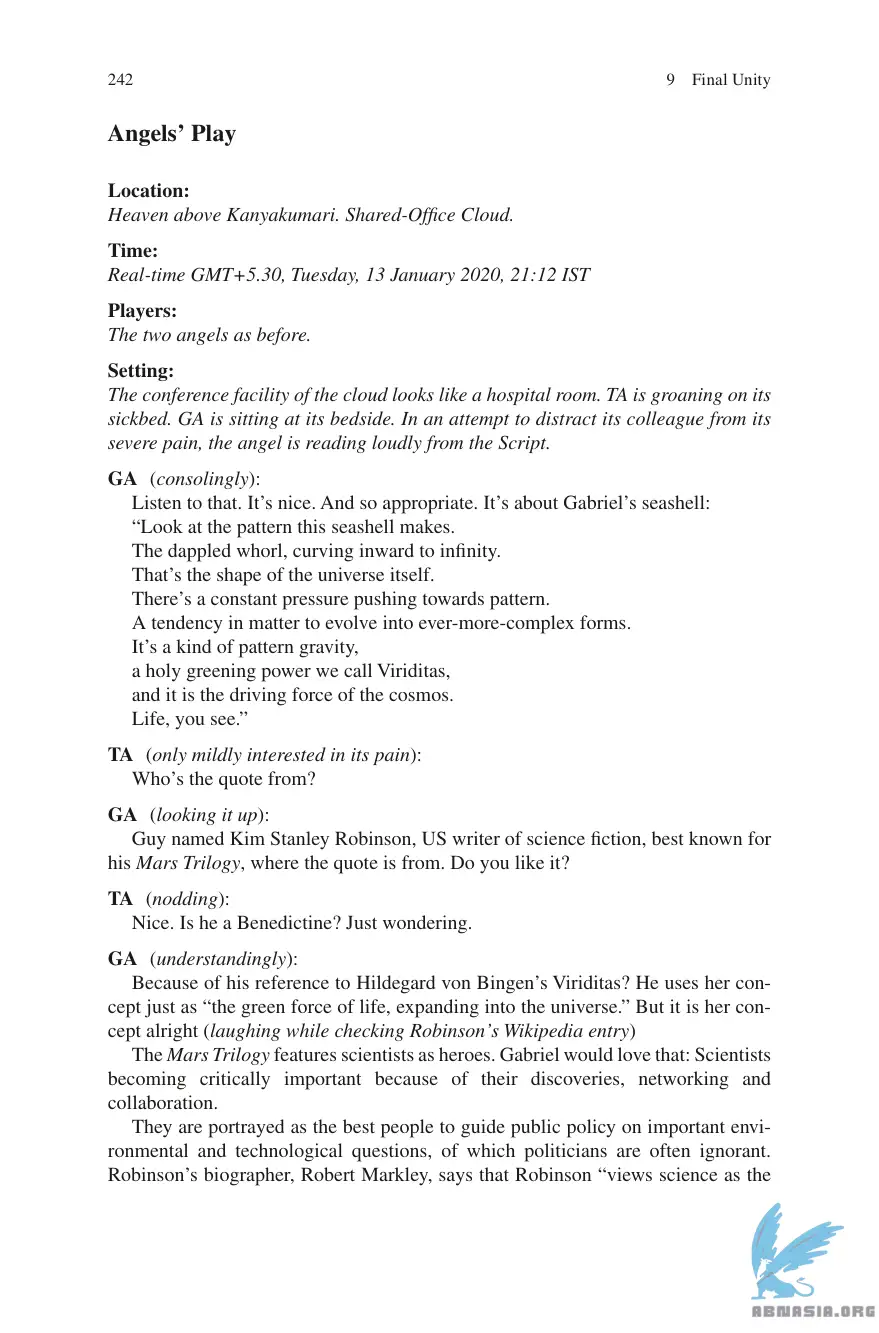 242
9 Final Unity
Angels’ Play
Location:
Heaven above Kanyakumari. Shared-Office Cloud.
Time:
Real-time GMT+5.30, Tuesday, 13 January 2020, 21:12 IST
Players:
The two angels as before.
Setting:
The conference facility of the cloud looks like a hospital room. TA is groaning on its
sickbed. GA is sitting at its bedside. In an attempt to distract its colleague from its
severe pain, the angel is reading loudly from the Script.
GA (consolingly):
Listen to that. It’s nice. And so appropriate. It’s about Gabriel’s seashell:
“Look at the pattern this seashell makes.
The dappled whorl, curving inward to infinity.
That’s the shape of the universe itself.
There’s a constant pressure pushing towards pattern.
A tendency in matter to evolve into ever-more-complex forms.
It’s a kind of pattern gravity,
a holy greening power we call Viriditas,
and it is the driving force of the cosmos.
Life, you see.”
TA (only mildly interested in its pain):
Who’s the quote from?
GA (looking it up):
Guy named Kim Stanley Robinson, US writer of science fiction, best known for
his Mars Trilogy, where the quote is from. Do you like it?
TA (nodding):
Nice. Is he a Benedictine? Just wondering.
GA (understandingly):
Because of his reference to Hildegard von Bingen’s Viriditas? He uses her con-
cept just as “the green force of life, expanding into the universe.” But it is her con-
cept alright (laughing while checking Robinson’s Wikipedia entry)
The Mars Trilogy features scientists as heroes. Gabriel would love that: Scientists
becoming critically important because of their discoveries, networking and
collaboration.
They are portrayed as the best people to guide public policy on important envi-
ronmental and technological questions, of which politicians are often ignorant.
Robinson’s biographer, Robert Markley, says that Robinson “views science as the
ABNASIA.ORG